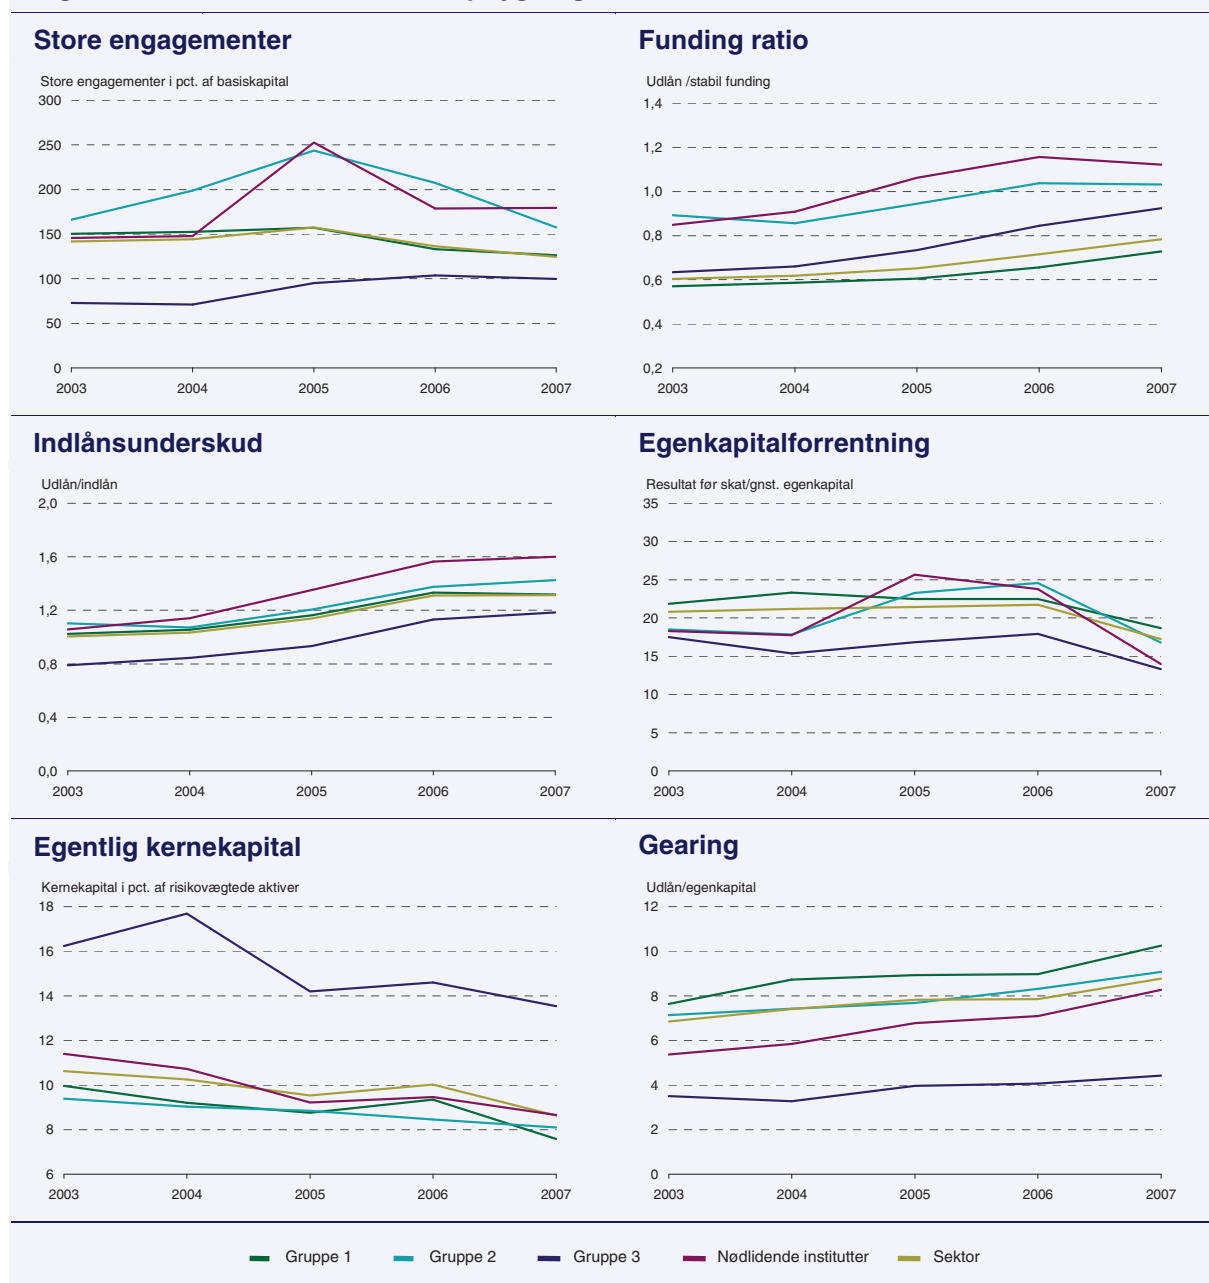 Store engagementer
Store engagementer i pct. af basiskapital
300
250
200
150
100
50
0
2003 2004 2005 2006 2007
Funding ratio
Udlån /stabil funding
1,4
1,2
1,0
0,8
0,6
0,4
0,2
2003 2004 2005 2006 2007
Indlånsunderskud
Udlån/indlån
2,0
1,6
1,2
0,8
0,4
0,0
2003 2004 2005 2006 2007
Egenkapitalforrentning
Resultat før skat/gnst. egenkapital
35
30
25
20
15
10
5
0
2003 2004 2005 2006 2007
Egentlig kernekapital
Kernekapital i pct. af risikovægtede aktiver
18
16
14
12
10
8
6
2003 2004 2005 2006 2007
Gearing
Udlån/egenkapital
12
10
8
6
4
2
0
2003 2004 2005 2006 2007
Gruppe 1 Gruppe 2 Gruppe 3 Nødlidende institutter Sektor